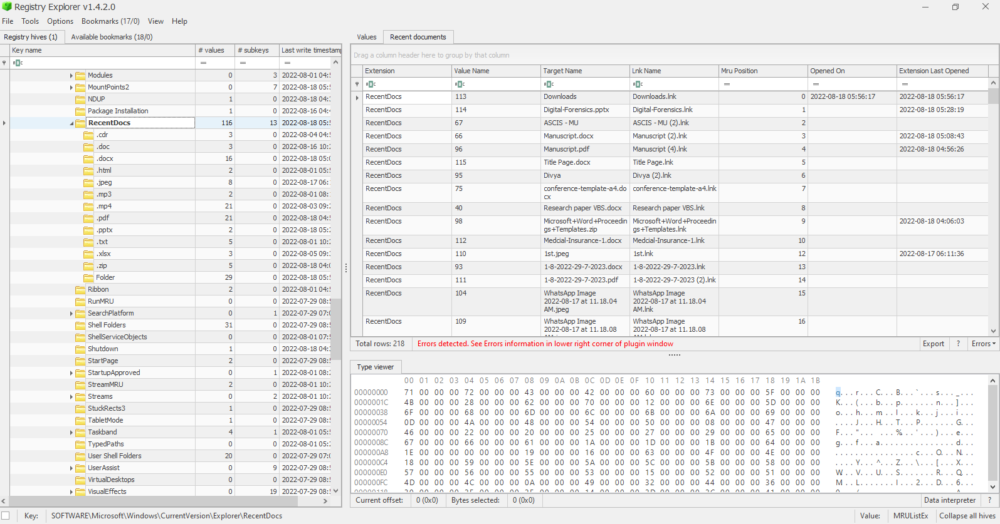 Registry Explorer v1.4.2.0
File Tools Options Bookmarks (17/0) View Help
Registry hives (1) Available bookmarks (18/0)
Key name # values # subkeys Last write timestamp
Modules 0 3 2022-08-01 04:5
MountPoints2 0 7 2022-08-18 05:5
NDUP 1 0 2022-08-18 04:3
Package Installation 1 0 2022-08-16 04:4
RecentDocs 116 13 2022-08-18 05:5
.cdr 3 0 2022-08-04 04:5
.doc 3 0 2022-08-16 10:2
.docx 16 0 2022-08-18 05:0
.html 2 0 2022-08-01 05:5
.jpeg 8 0 2022-08-17 06:1
.mp3 2 0 2022-08-01 08:1
.mp4 21 0 2022-08-03 09:2
.pdf 21 0 2022-08-18 04:5
.pptx 2 0 2022-08-18 05:2
.txt 5 0 2022-08-01 10:2
.xlsx 3 0 2022-08-05 09:3
.zip 5 0 2022-08-18 04:0
Folder 29 0 2022-08-18 05:5
Ribbon 2 0 2022-08-01 04:5
RunMRU 0 0 2022-07-29 08:5
SearchPlatform 0 1 2022-07-29 07:0
Shell Folders 31 0 2022-07-29 08:5
ShellServiceObjects 0 0 2022-08-01 07:5
Shutdown 1 0 2022-08-18 04:3
StartPage 2 0 2022-07-29 08:5
StartupApproved 0 1 2022-08-01 08:2
StreamMRU 2 0 2022-08-01 10:2
Streams 0 2 2022-08-01 10:2
StuckRects3 1 0 2022-07-29 08:5
TabletMode 1 0 2022-07-29 08:5
Taskband 4 1 2022-08-01 05:5
TypedPaths 0 0 2022-08-01 05:2
User Shell Folders 20 0 2022-07-29 07:0
UserAssist 0 9 2022-07-29 08:5
VirtualDesktops 0 0 2022-07-29 08:5
VisualEffects 0 19 2022-07-29 08:5
Values Recent documents
Drag a column header here to group by that column
Extension Value Name Target Name Lnk Name Mru Position Opened On Extension Last Opened
RecentDocs 113 Downloads Downloads.lnk 0 2022-08-18 05:56:17 2022-08-18 05:56:17
RecentDocs 114 Digital-Forensics.pptx Digital-Forensics.lnk 1 2022-08-18 05:28:19
RecentDocs 67 ASCIS - MU ASCIS - MU (2).lnk 2
RecentDocs 66 Manuscript.docx Manuscript (2).lnk 3 2022-08-18 05:08:43
RecentDocs 96 Manuscript.pdf Manuscript (4).lnk 4 2022-08-18 04:56:26
RecentDocs 115 Title Page.docx Title Page.lnk 5
RecentDocs 95 Divya Divya (2).lnk 6
RecentDocs 75 conference-template-a4.do conference-template-a4.lnk 7
cx
RecentDocs 40 Research paper VBS.docx Research paper VBS.lnk 8
RecentDocs 98 Microsoft+Word+Proceedin Microsoft+Word+Proceedin 9 2022-08-18 04:06:03
gs+Templates.zip gs+Templates.lnk
RecentDocs 112 Medcial-Insurance-1.docx Medcial-Insurance-1.lnk 10
RecentDocs 110 1st.jpeg 1st.lnk 12 2022-08-17 06:11:36
RecentDocs 93 1-8-2022-29-7-2023.docx 1-8-2022-29-7-2023.lnk 13
RecentDocs 111 1-8-2022-29-7-2023.pdf 1-8-2022-29-7-2023 (2).lnk 14
RecentDocs 104 WhatsApp Image WhatsApp Image 15
2022-08-17 at 11.18.04 2022-08-17 at 11.18.04
AM.jpeg AM.lnk
RecentDocs 109 WhatsApp Image WhatsApp Image 16
2022-08-17 at 11.18.08 2022-08-17 at 11.18.08
Total rows: 218 Errors detected. See Errors information in lower right corner of plugin window Export ? Errors
Type viewer
00 01 02 03 04 05 06 07 08 09 0A 0B 0C 0D 0E 0F 10 11 12 13 14 15 16 17 18 19 1A 1B
00000000 71 00 00 00 72 00 00 00 43 00 00 00 42 00 00 00 60 00 00 00 73 00 00 00 5F 00 00 00 q...r...C...B...`...s..._...
0000001C 4B 00 00 00 28 00 00 00 62 00 00 00 70 00 00 00 12 00 00 00 6E 00 00 00 5D 00 00 00 K...(...b...p.......n...]...
00000038 6F 00 00 00 68 00 00 00 6D 00 00 00 6C 00 00 00 6B 00 00 00 6A 00 00 00 69 00 00 00 o...h...m...l...k...j...i...
00000054 0D 00 00 00 4A 00 00 00 48 00 00 00 54 00 00 00 50 00 00 00 08 00 00 00 47 00 00 00 ....J...H...T...P.......G...
00000070 46 00 00 00 22 00 00 00 20 00 00 00 25 00 00 00 27 00 00 00 29 00 00 00 65 00 00 00 F..."... ...%...'...)...e...
0000008C 67 00 00 00 66 00 00 00 61 00 00 00 1A 00 00 00 1D 00 00 00 1B 00 00 00 64 00 00 00 g...f...a...............d...
000000A8 1E 00 00 00 00 00 00 00 19 00 00 00 16 00 00 00 63 00 00 00 4F 00 00 00 4E 00 00 00 ................c...O...N...
000000C4 18 00 00 00 59 00 00 00 5E 00 00 00 5A 00 00 00 5C 00 00 00 5B 00 00 00 58 00 00 00 ....Y...^...Z...\...[...X...
000000E0 57 00 00 00 56 00 00 00 55 00 00 00 53 00 00 00 15 00 00 00 52 00 00 00 51 00 00 00 W...V...U...S.......R...Q...
000000FC 4D 00 00 00 4C 00 00 00 0A 00 00 00 49 00 00 00 32 00 00 00 44 00 00 00 36 00 00 00 M...L.......I...2...D...6...
Current offset: 0 (0x0) Bytes selected: 0 (0x0) Data interpreter ?
Key: SOFTWARE\Microsoft\Windows\CurrentVersion\Explorer\RecentDocs Value: MRUListEx Collapse all hives